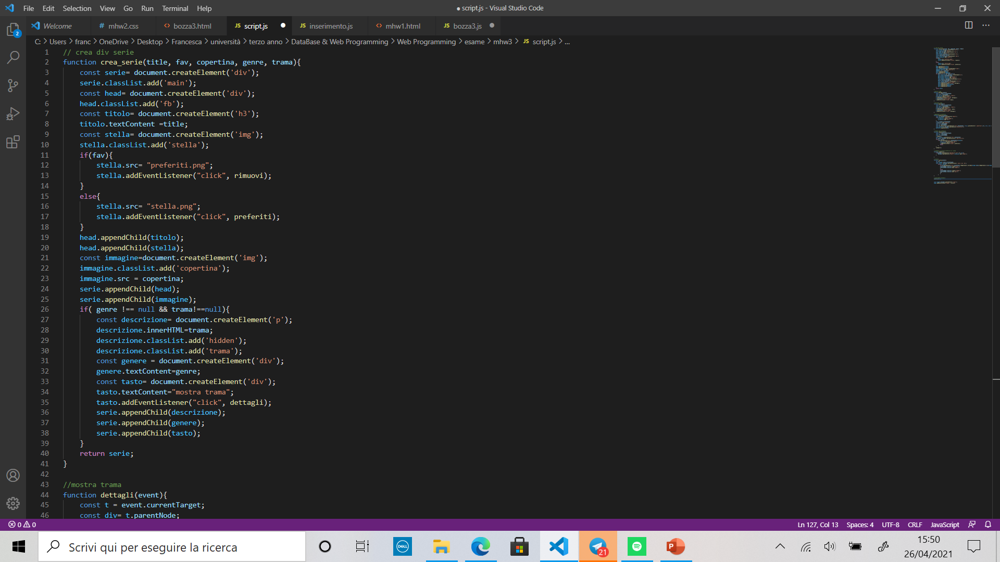 File Edit Selection View Go Run Terminal Help
● script.js - Visual Studio Code
Welcome # mhw2.css <> bozza3.html JS script.js ● JS inserimento.js <> mhw1.html JS bozza3.js ●
C: > Users > franc > OneDrive > Desktop > Francesca > università > terzo anno > DataBase & Web Programming > Web Programming > esame > mhw3 > JS script.js > ...
2
1 // crea div serie
2 function crea_serie(title, fav, copertina, genre, trama){
3 const serie= document.createElement('div');
4 serie.classList.add('main');
5 const head= document.createElement('div');
6 head.classList.add('fb');
7 const titolo= document.createElement('h3');
8 titolo.textContent =title;
9 const stella= document.createElement('img');
10 stella.classList.add('stella');
11 if(fav){
12 stella.src= "preferiti.png";
13 stella.addEventListener("click", rimuovi);
14 }
15 else{
16 stella.src= "stella.png";
17 stella.addEventListener("click", preferiti);
18 }
19 head.appendChild(titolo);
20 head.appendChild(stella);
21 const immagine=document.createElement('img');
22 immagine.classList.add('copertina');
23 immagine.src = copertina;
24 serie.appendChild(head);
25 serie.appendChild(immagine);
26 if( genre !== null && trama!==null){
27 const descrizione= document.createElement('p');
28 descrizione.innerHTML=trama;
29 descrizione.classList.add('hidden');
30 descrizione.classList.add('trama');
31 const genere = document.createElement('div');
32 genere.textContent=genre;
33 const tasto= document.createElement('div');
34 tasto.textContent="mostra trama";
35 tasto.addEventListener("click", dettagli);
36 serie.appendChild(descrizione);
37 serie.appendChild(genere);
38 serie.appendChild(tasto);
39 }
40 return serie;
41 }
42
43 //mostra trama
44 function dettagli(event){
45 const t = event.currentTarget;
46 const div= t.parentNode;
0 0 Ln 127, Col 13 Spaces: 4 UTF-8 CRLF JavaScript
Scrivi qui per eseguire la ricerca
DELL
21
P
15:50
26/04/2021